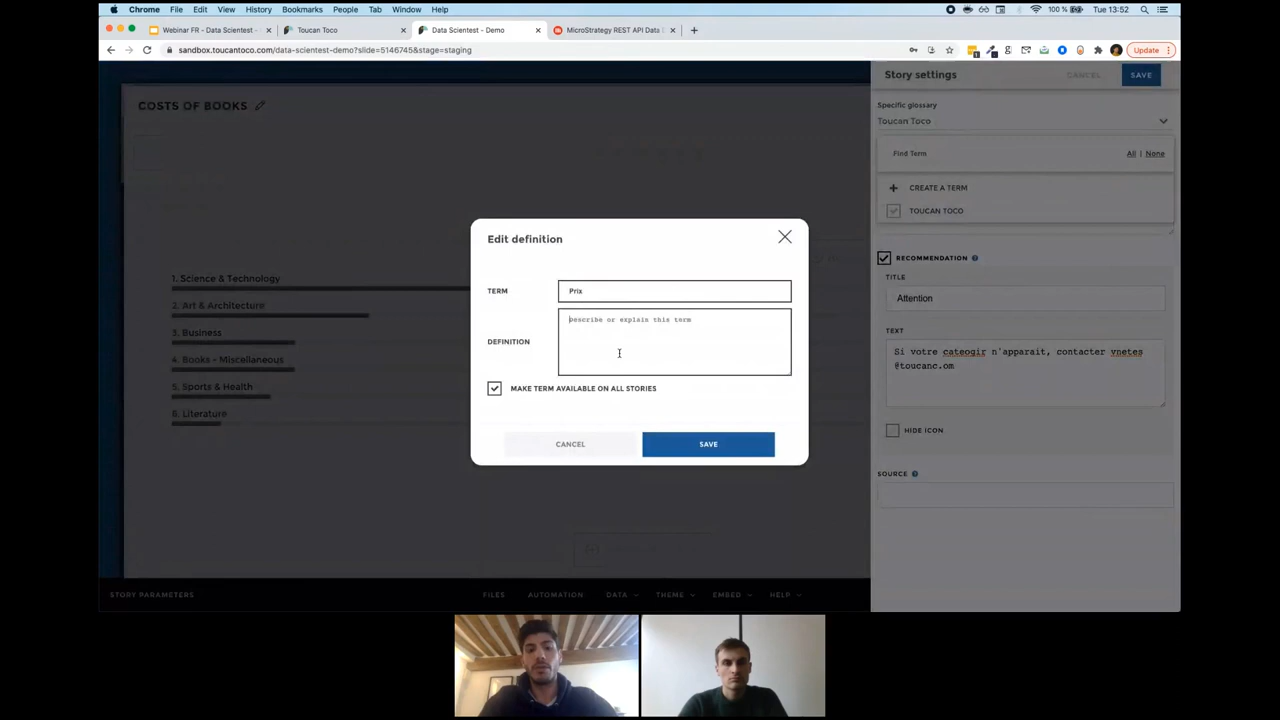 Chrome File Edit View History Bookmarks People Tab Window Help 100 % Tue 13:52
Webinar FR - Data Scientest - Toucan Toco Data Scientest - Demo MicroStrategy REST API Data
sandbox.toucantoco.com/data-scientest-demo?slide=5146745&stage=staging Update
COSTS OF BOOKS
1. Science & Technology
2. Art & Architecture
3. Business
4. Books - Miscellaneous
5. Sports & Health
6. Literature
Edit definition
TERM Prix
DEFINITION Describe or explain this term
MAKE TERM AVAILABLE ON ALL STORIES
CANCEL SAVE
Story settings CANCEL SAVE
Specific glossary
Toucan Toco
Find Term All | None
CREATE A TERM
TOUCAN TOCO
RECOMMENDATION
TITLE
Attention
TEXT
Si votre cateogir n'apparait, contacter vnetes
@toucanc.om
HIDE ICON
SOURCE
STORY PARAMETERS FILES AUTOMATION DATA THEME EMBED HELP